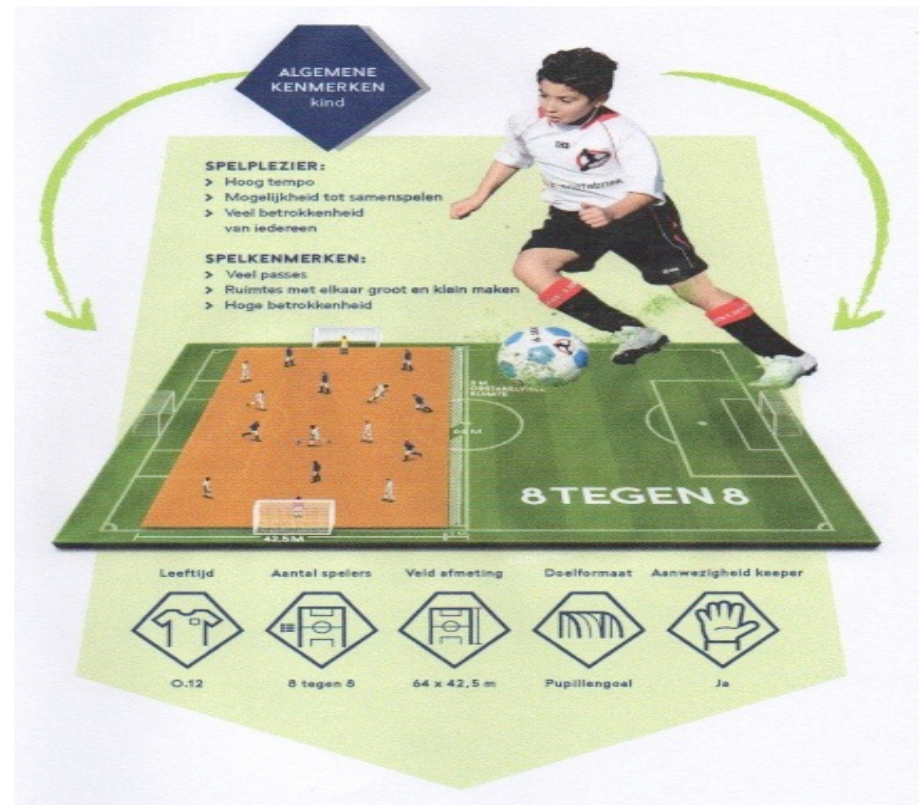 ALGEMENE
KENMERKEN
kind
SPELPLEZIER:
> Hoog tempo
> Mogelijkheid tot samenspelen
> Veel betrokkenheid
van iedereen
SPELKENMERKEN:
> Veel passes
> Ruimtes met elkaar groot en klein maken
> Hoge betrokkenheid
64 M
8 TEGEN 8
42,5 M
Leeftijd
Aantal spelers
Veld afmeting
Doelformaat
Aanwezigheid keeper
O.12
8 tegen 8
64 x 42,5 m
Pupillengoal
Ja